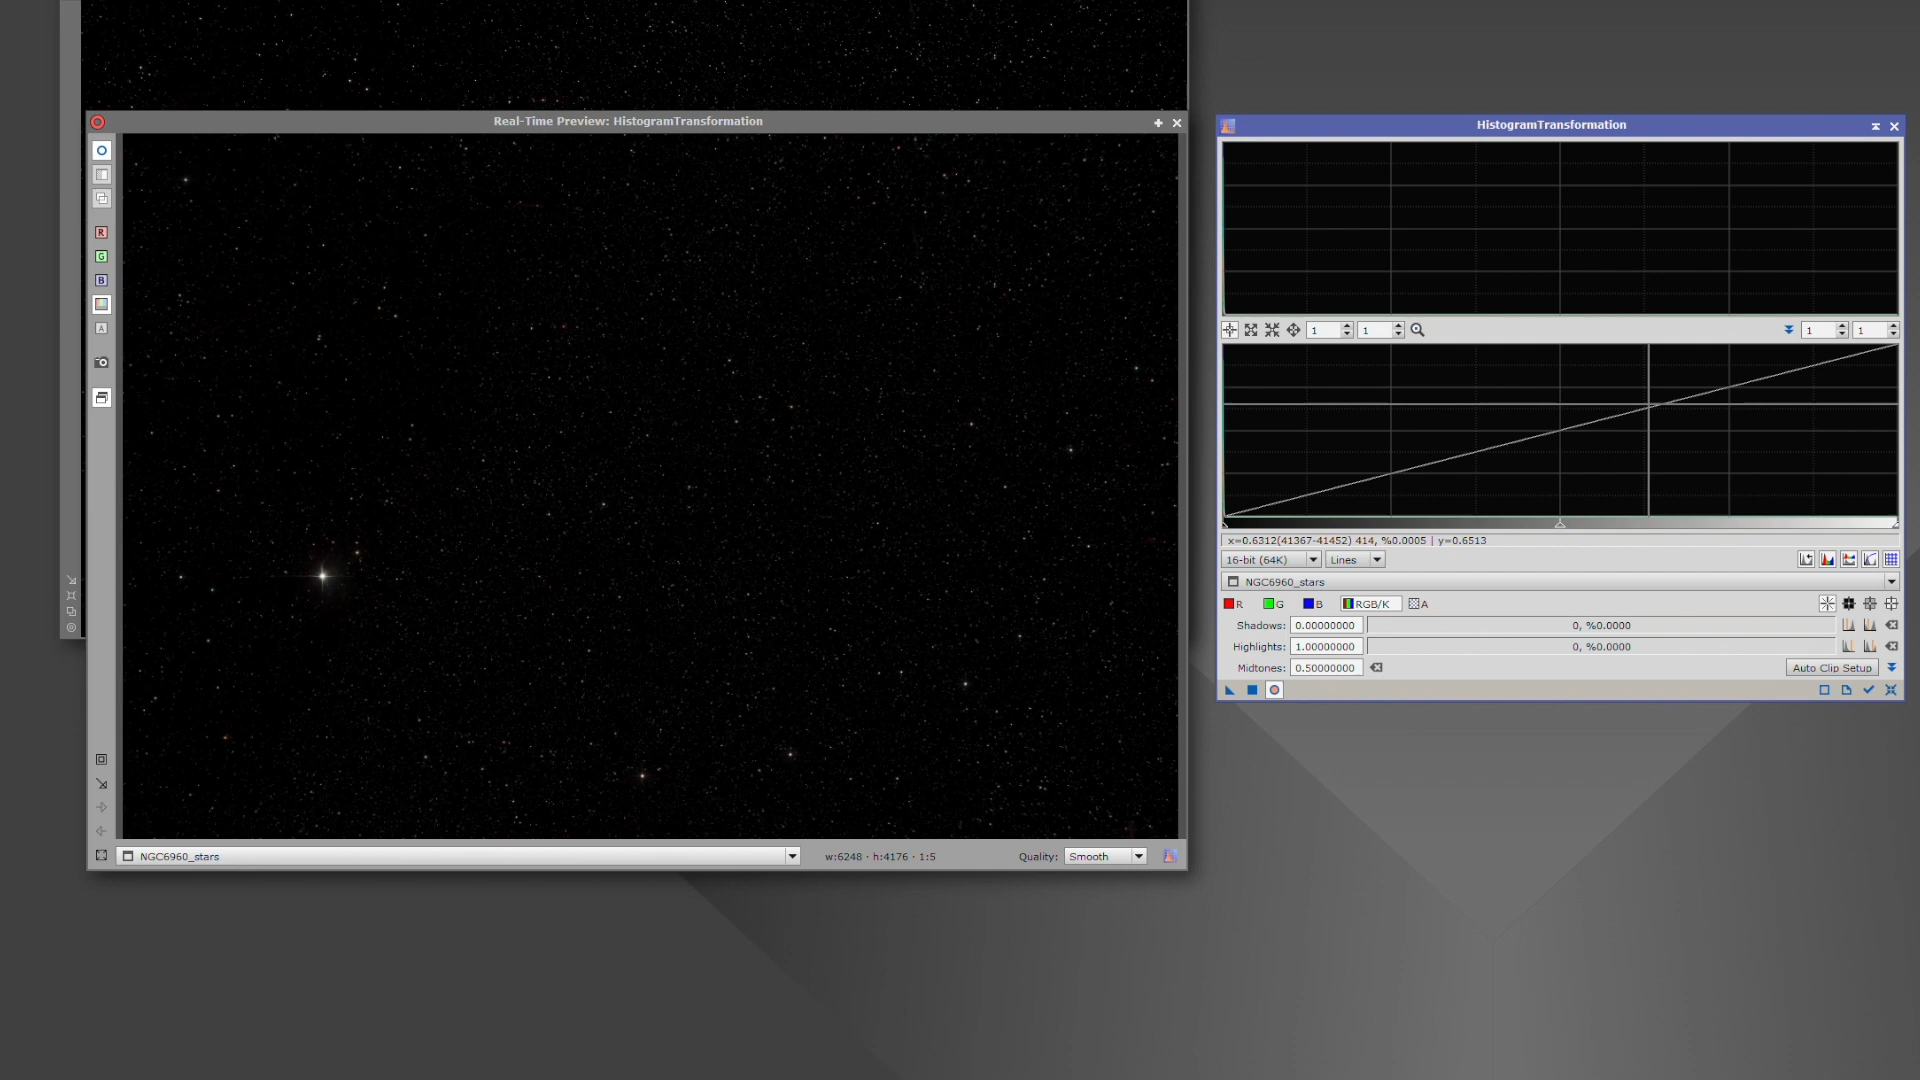 Real-Time Preview: HistogramTransformation
HistogramTransformation
R
G
B
A
1 1 1 1
x=0.6312(41367-41452) 414, %0.0005 | y=0.6513
16-bit (64K) Lines
NGC6960_stars
R G B RGB/K A
Shadows: 0.00000000 0, %0.0000
Highlights: 1.00000000 0, %0.0000
Midtones: 0.50000000 Auto Clip Setup
NGC6960_stars w:6248 · h:4176 · 1:5 Quality: Smooth